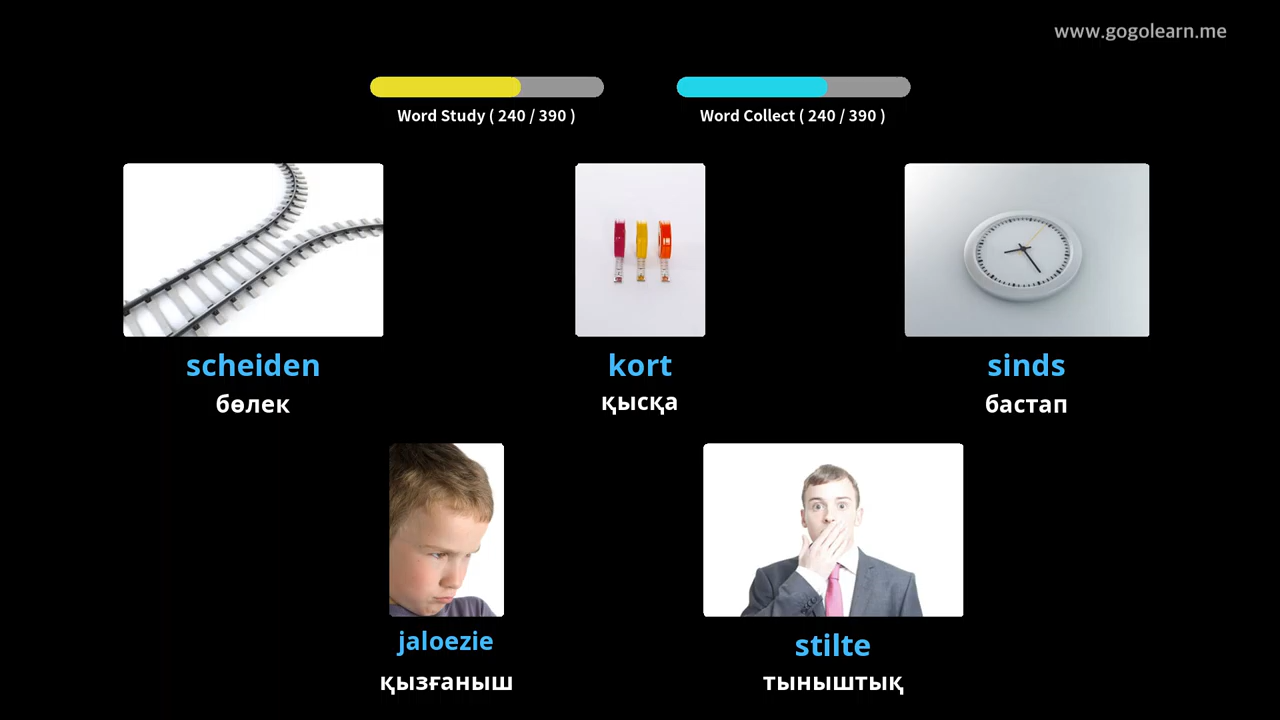 www.gogolearn.me
Word Study ( 240 / 390 )
Word Collect ( 240 / 390 )
scheiden
бөлек
kort
қысқа
sinds
бастап
jaloezie
қызғаныш
stilte
тыныштық